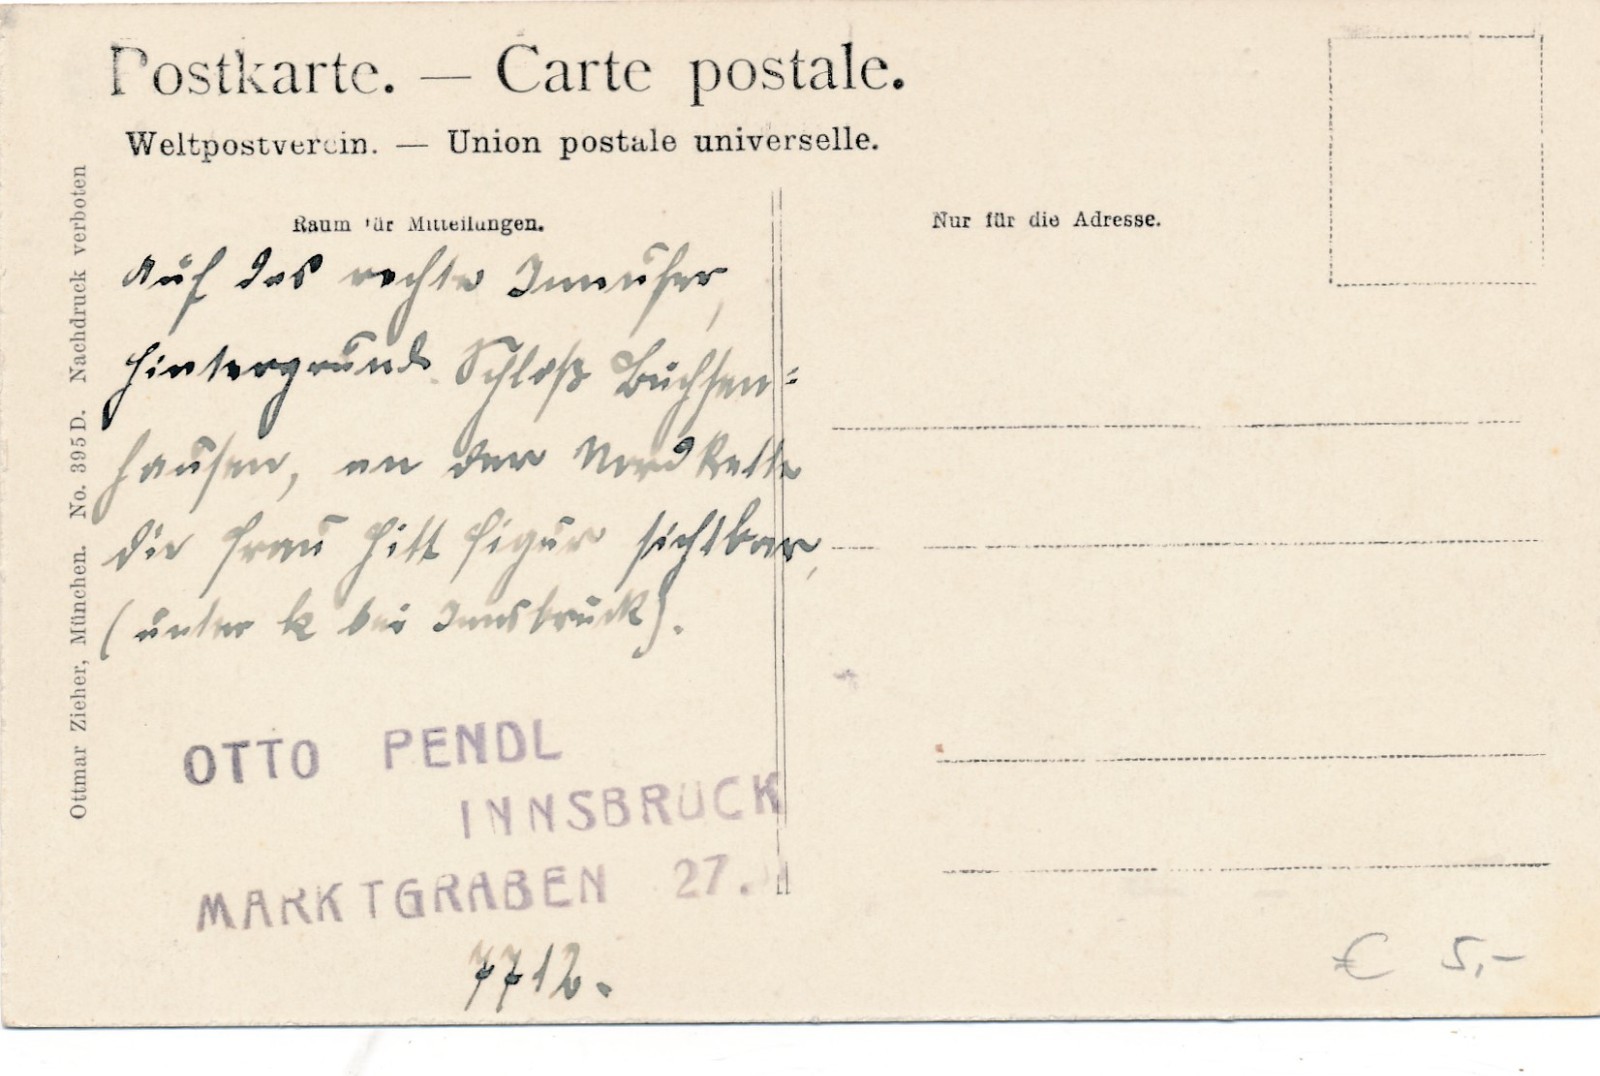 Postkarte. — Carte postale.
Weltpostverein. — Union postale universelle.
Raum für Mitteilungen.
Nur für die Adresse.
Auf das rechte Innufer,
Hintergrund Schloß Büchsen=
hausen, an der Nordkette
die Frau Hitt Figur sichtbar,
(unter k bei Innsbruck).
OTTO PENDL
INNSBRUCK
MARKTGRABEN 27.
7712.
€ 5,-
Ottmar Zieher, München. No. 395 D. Nachdruck verboten